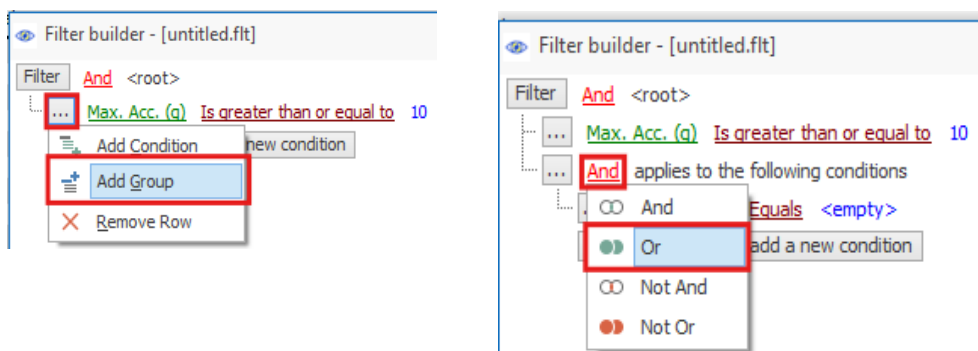 Filter builder - [untitled.flt]
Filter And <root>
... Max. Acc. (g) Is greater than or equal to 10
Add Condition new condition
Add Group
Remove Row
Filter builder - [untitled.flt]
Filter And <root>
... Max. Acc. (g) Is greater than or equal to 10
... And applies to the following conditions
And Equals <empty>
Or add a new condition
Not And
Not Or